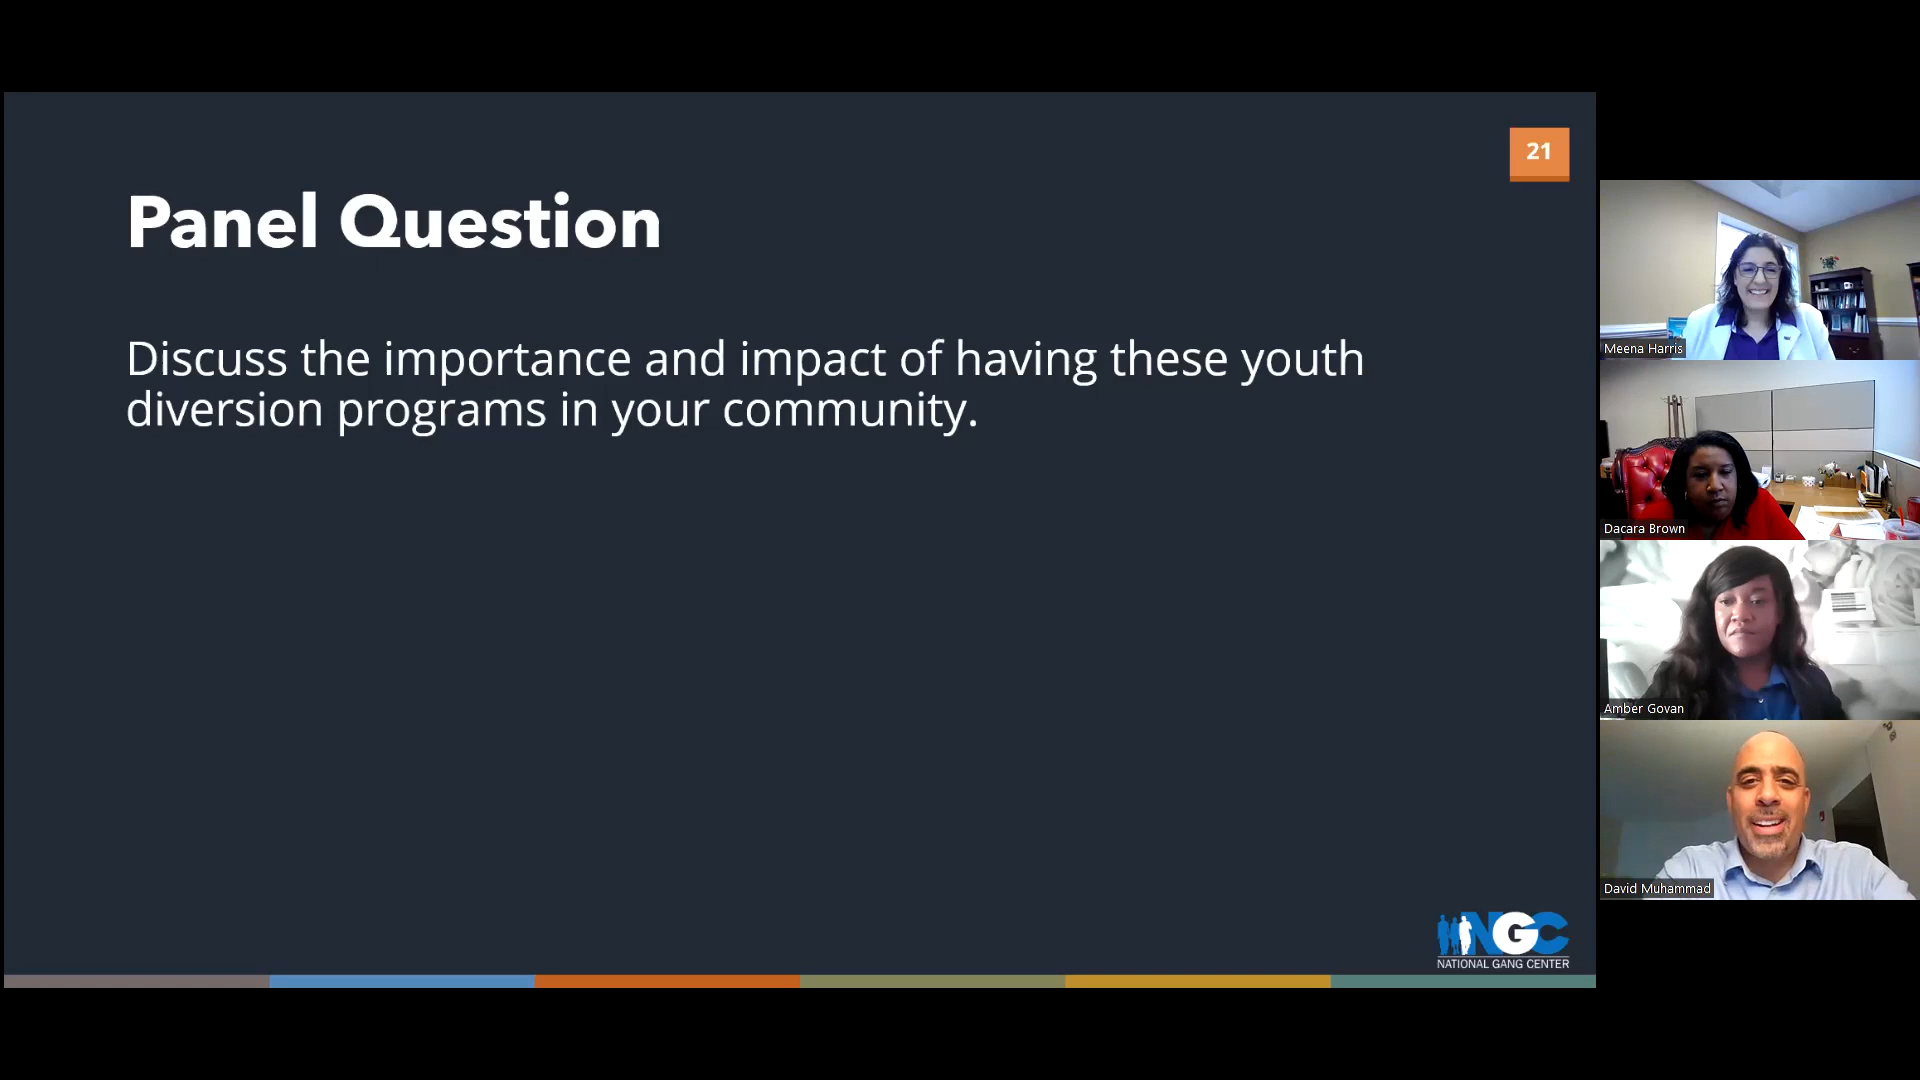 21
Panel Question
Discuss the importance and impact of having these youth
diversion programs in your community.
NGC
NATIONAL GANG CENTER
Meena Harris
Dacara Brown
Amber Govan
David Muhammad